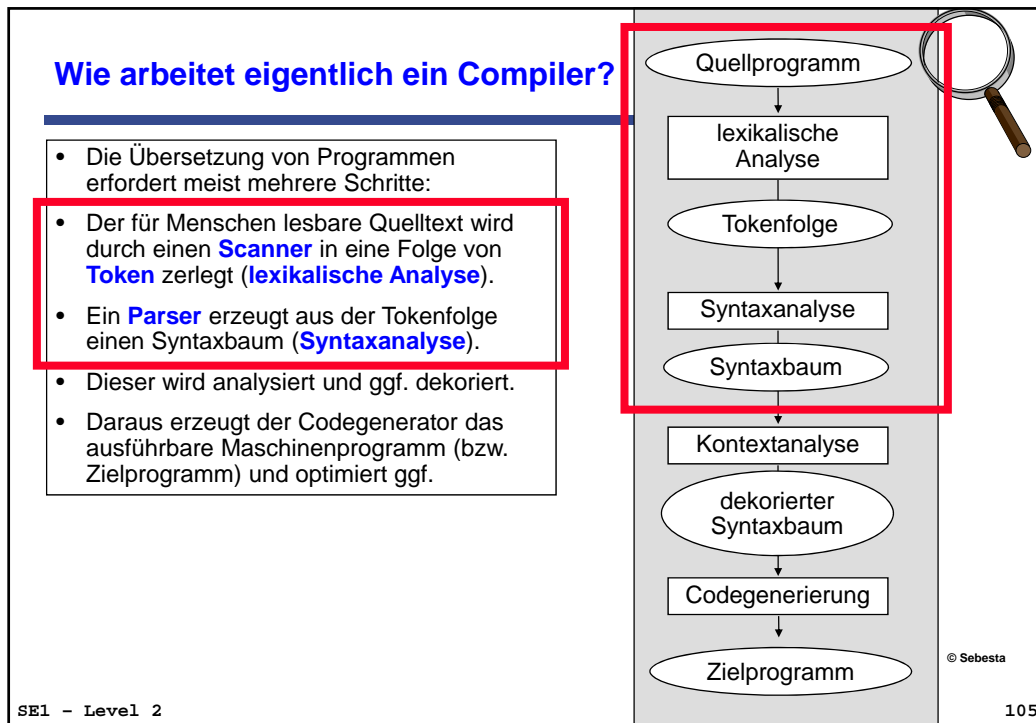 Wie arbeitet eigentlich ein Compiler?
• Die Übersetzung von Programmen
erfordert meist mehrere Schritte:
• Der für Menschen lesbare Quelltext wird
durch einen Scanner in eine Folge von
Token zerlegt (lexikalische Analyse).
• Ein Parser erzeugt aus der Tokenfolge
einen Syntaxbaum (Syntaxanalyse).
• Dieser wird analysiert und ggf. dekoriert.
• Daraus erzeugt der Codegenerator das
ausführbare Maschinenprogramm (bzw.
Zielprogramm) und optimiert ggf.
Quellprogramm
lexikalische
Analyse
Tokenfolge
Syntaxanalyse
Syntaxbaum
Kontextanalyse
dekorierter
Syntaxbaum
Codegenerierung
Zielprogramm
© Sebesta
SE1 – Level 2
105